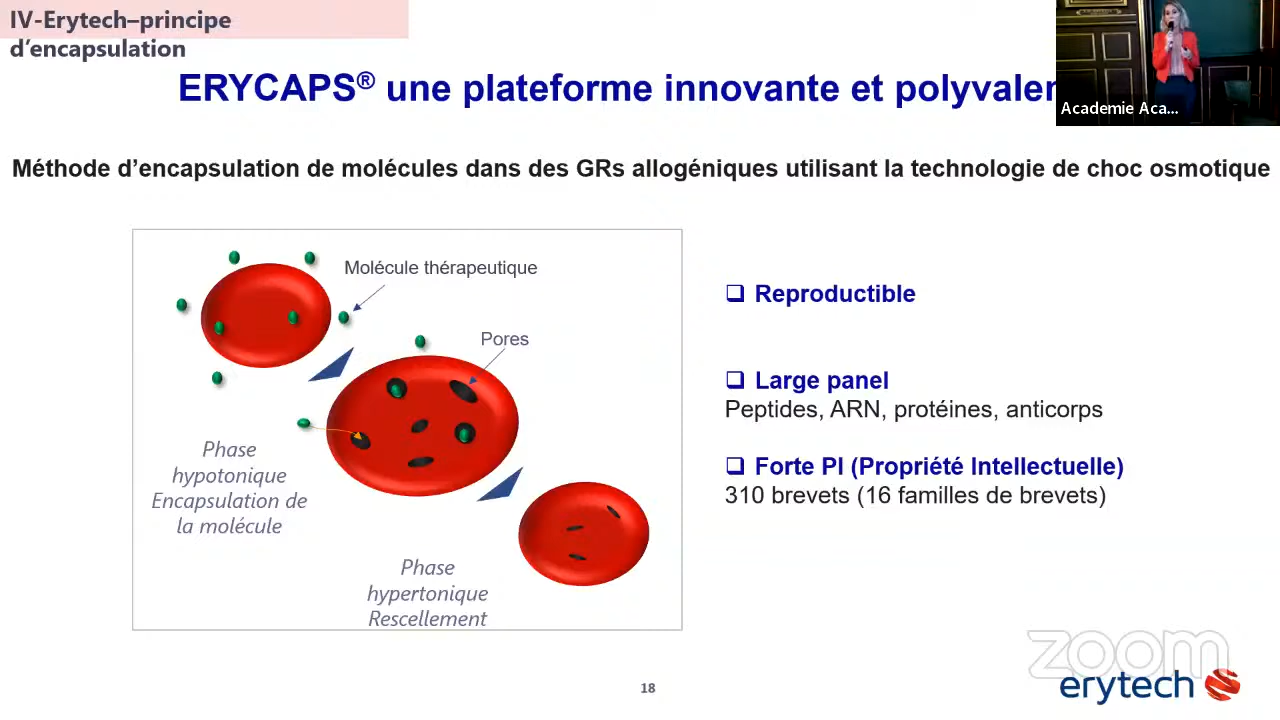 IV-Erytech–principe
d’encapsulation
ERYCAPS® une plateforme innovante et
Academie Aca...
Méthode d’encapsulation de molécules dans des GRs allogéniques utilisant la technologie de choc osmotique
Molécule thérapeutique
Pores
Phase
hypotonique
Encapsulation de
la molécule
Phase
hypertonique
Rescellement
❑ Reproductible
❑ Large panel
Peptides, ARN, protéines, anticorps
❑ Forte PI (Propriété Intellectuelle)
310 brevets (16 familles de brevets)
zoom
erytech
18